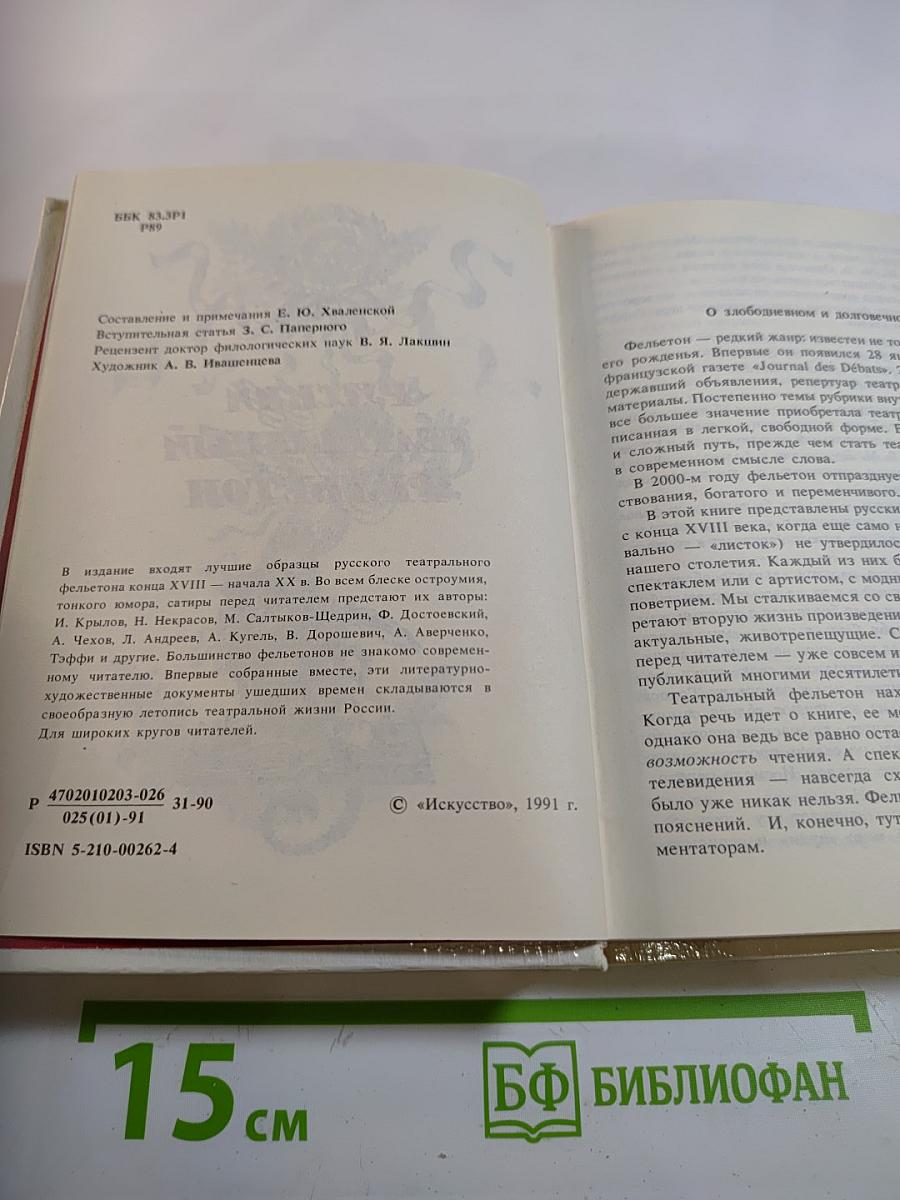 ББК 83.3Р1
Р89
Составление и примечания Е. Ю. Хваленской
Вступительная статья З. С. Паперного
Рецензент доктор филологических наук В. Я. Лакшин
Художник А. В. Ивашенцева
В издание входят лучшие образцы русского театрального
фельетона конца XVIII — начала XX в. Во всем блеске остроумия,
тонкого юмора, сатиры перед читателем предстают их авторы:
И. Крылов, Н. Некрасов, М. Салтыков-Щедрин, Ф. Достоевский,
А. Чехов, Л. Андреев, А. Кугель, В. Дорошевич, А. Аверченко,
Тэффи и другие. Большинство фельетонов не знакомо современ-
ному читателю. Впервые собранные вместе, эти литературно-
художественные документы ушедших времен складываются в
своеобразную летопись театральной жизни России.
Для широких кругов читателей.
Р 4702010203-026 31-90
025(01)-91
© «Искусство», 1991 г.
ISBN 5-210-00262-4
О злободневном и долговечно
Фельетон — редкий жанр: известен не то
его рожденья. Впервые он появился 28 ян
французской газете «Journal des Débats».
державший объявления, репертуар театр
материалы. Постепенно темы рубрики вну
все большее значение приобретала театр
писанная в легкой, свободной форме.
и сложный путь, прежде чем стать теа
в современном смысле слова.
В 2000-м году фельетон отпразднуе
ствования, богатого и переменчивого.
В этой книге представлены русски
с конца XVIII века, когда еще само н
вально — «листок») не утвердилос
нашего столетия. Каждый из них б
спектаклем или с артистом, с модны
поветрием. Мы сталкиваемся со св
ретают вторую жизнь произведени
актуальные, животрепещущие. С
перед читателем — уже совсем и
публикаций многими десятилет
Театральный фельетон нах
Когда речь идет о книге, ее м
однако она ведь все равно оста
возможность чтения. А спек
телевидения — навсегда сх
было уже никак нельзя. Фель
пояснений. И, конечно, тут
ментаторам.
15 см
БФ БИБЛИОФАН